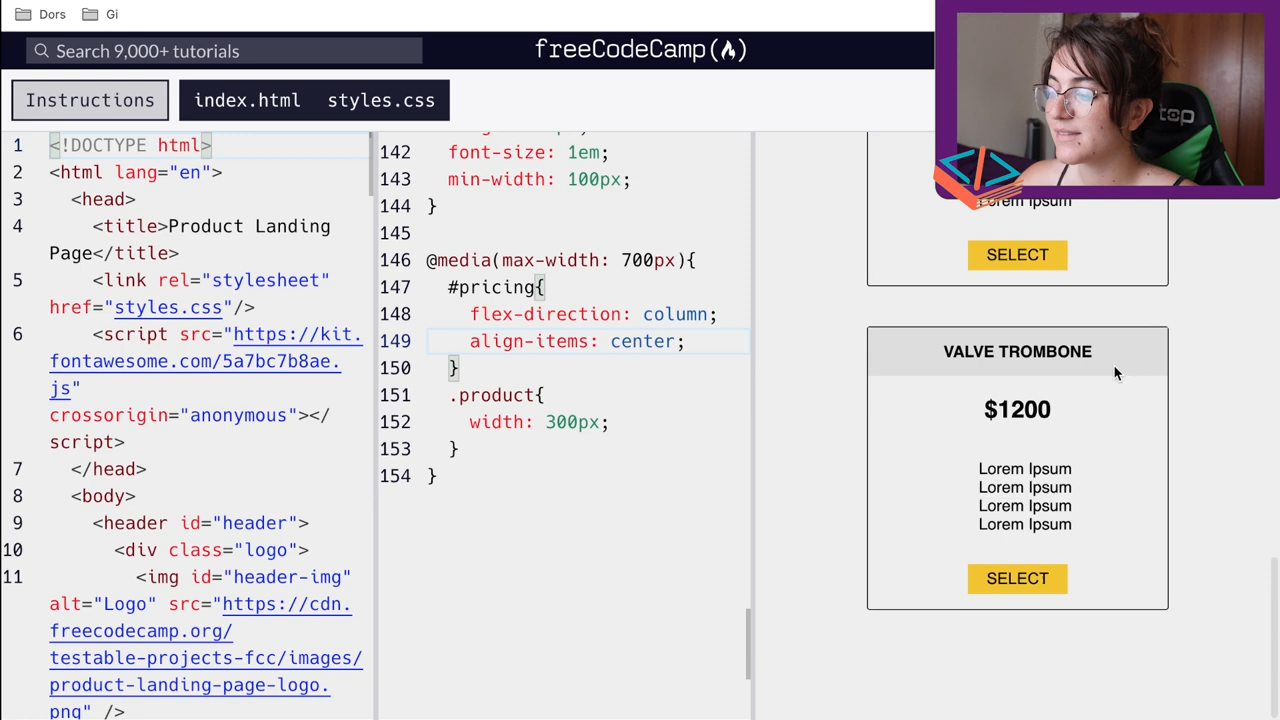 Dors Gi
Search 9,000+ tutorials
freeCodeCamp
Instructions
index.html styles.css
1 <!DOCTYPE html>
2 <html lang="en">
3 <head>
4 <title>Product Landing
Page</title>
5 <link rel="stylesheet"
href="styles.css"/>
6 <script src="https://kit.
fontawesome.com/5a7bc7b8ae.
js"
crossorigin="anonymous"></
script>
7 </head>
8 <body>
9 <header id="header">
10 <div class="logo">
11 <img id="header-img"
alt="Logo" src="https://cdn.
freecodecamp.org/
testable-projects-fcc/images/
product-landing-page-logo.
png" />
142 font-size: 1em;
143 min-width: 100px;
144 }
145
146 @media(max-width: 700px){
147 #pricing{
148 flex-direction: column;
149 align-items: center;
150 }
151 .product{
152 width: 300px;
153 }
154 }
Lorem Ipsum
SELECT
VALVE TROMBONE
$1200
Lorem Ipsum
Lorem Ipsum
Lorem Ipsum
Lorem Ipsum
SELECT